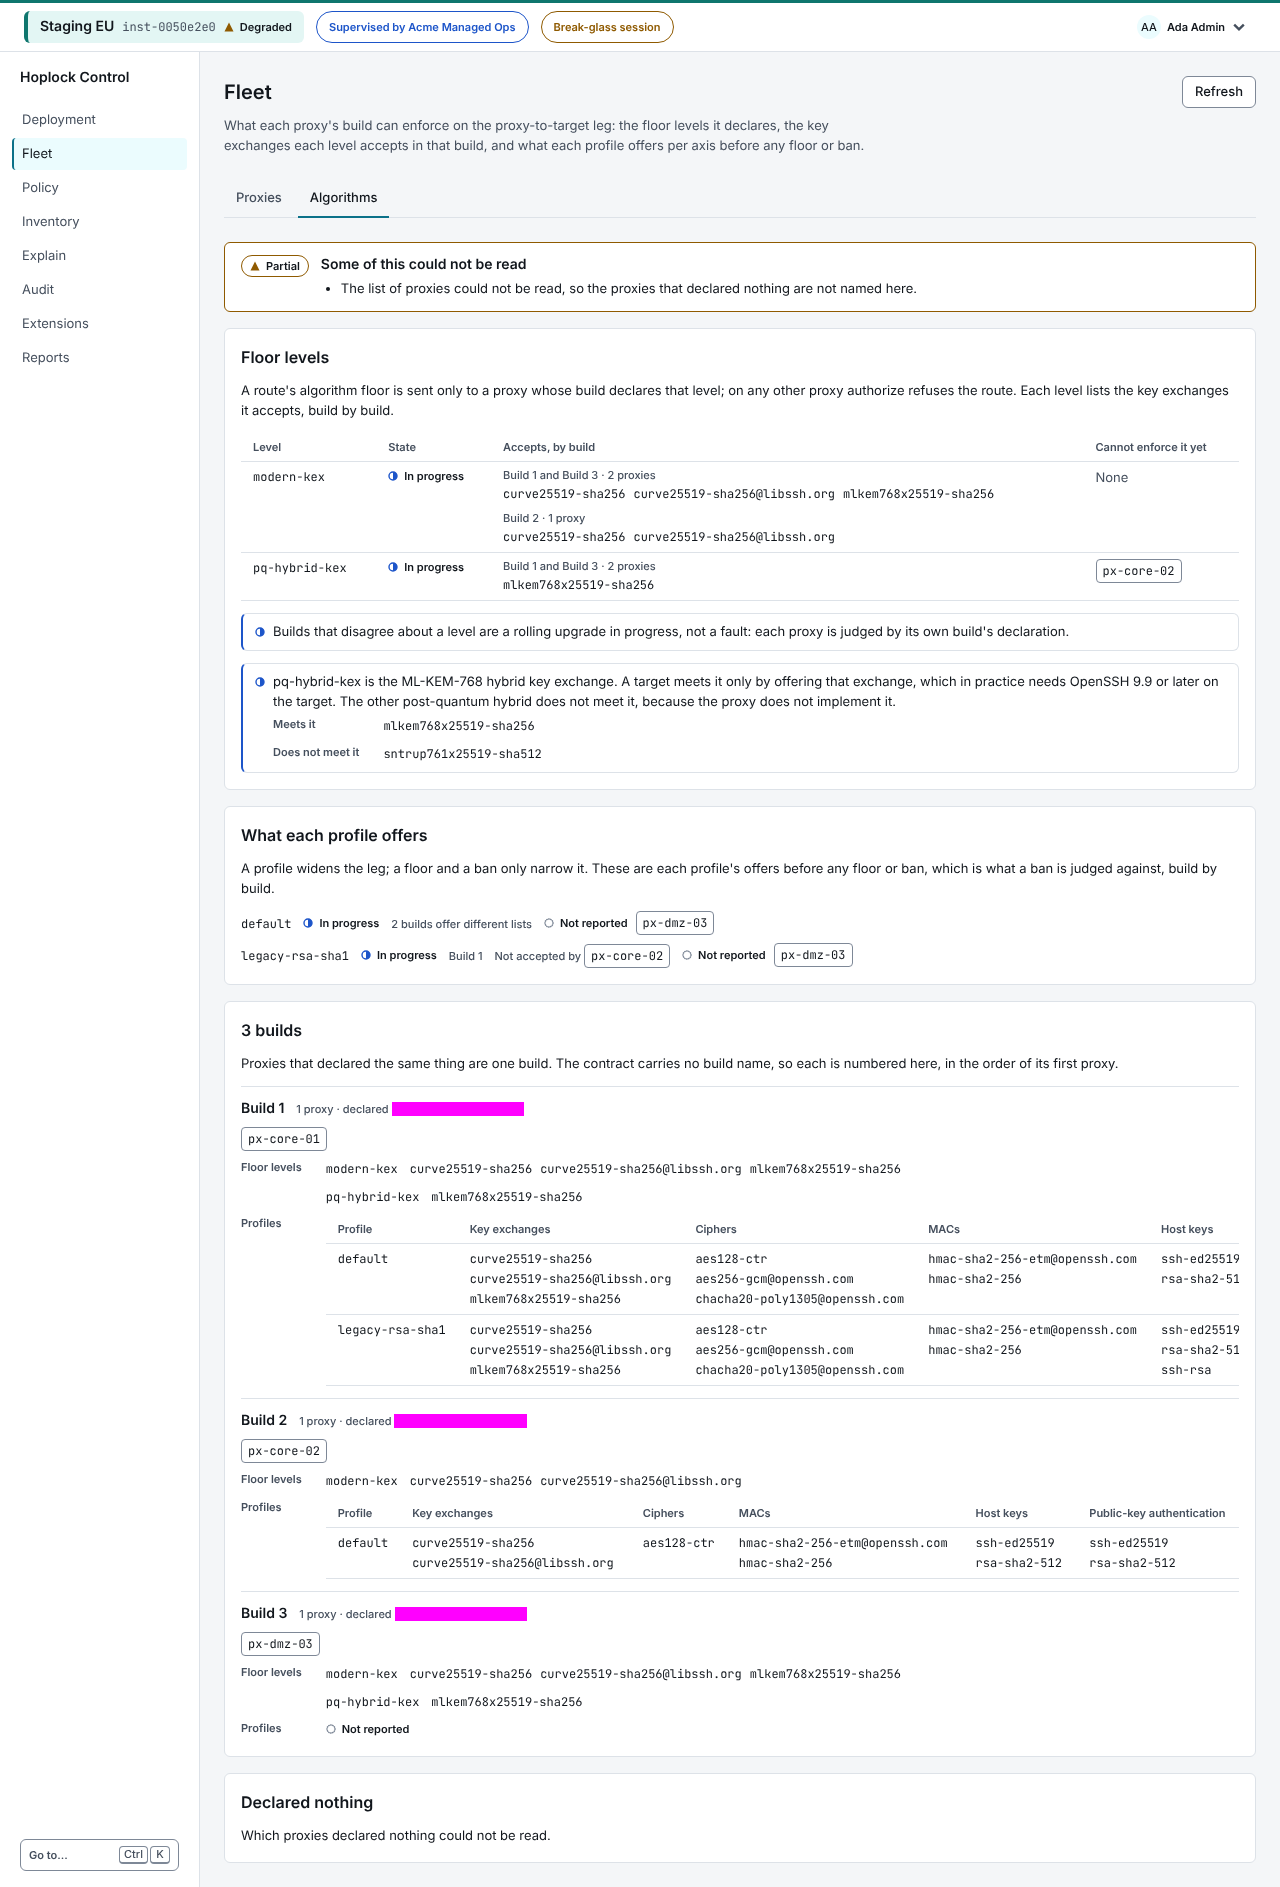 Staging EU inst-0050e2e0 Degraded
Supervised by Acme Managed Ops
Break-glass session
AA Ada Admin
Hoplock Control
Deployment
Fleet
Policy
Inventory
Explain
Audit
Extensions
Reports
Go to... Ctrl K
Fleet
Refresh
What each proxy's build can enforce on the proxy-to-target leg: the floor levels it declares, the key
exchanges each level accepts in that build, and what each profile offers per axis before any floor or ban.
Proxies Algorithms
Partial Some of this could not be read
• The list of proxies could not be read, so the proxies that declared nothing are not named here.
Floor levels
A route's algorithm floor is sent only to a proxy whose build declares that level; on any other proxy authorize refuses the route. Each level lists the key exchanges
it accepts, build by build.
Level State Accepts, by build Cannot enforce it yet
modern-kex In progress Build 1 and Build 3 · 2 proxies None
curve25519-sha256 curve25519-sha256@libssh.org mlkem768x25519-sha256
Build 2 · 1 proxy
curve25519-sha256 curve25519-sha256@libssh.org
pq-hybrid-kex In progress Build 1 and Build 3 · 2 proxies px-core-02
mlkem768x25519-sha256
Builds that disagree about a level are a rolling upgrade in progress, not a fault: each proxy is judged by its own build's declaration.
pq-hybrid-kex is the ML-KEM-768 hybrid key exchange. A target meets it only by offering that exchange, which in practice needs OpenSSH 9.9 or later on
the target. The other post-quantum hybrid does not meet it, because the proxy does not implement it.
Meets it mlkem768x25519-sha256
Does not meet it sntrup761x25519-sha512
What each profile offers
A profile widens the leg; a floor and a ban only narrow it. These are each profile's offers before any floor or ban, which is what a ban is judged against, build by
build.
default In progress 2 builds offer different lists Not reported px-dmz-03
legacy-rsa-sha1 In progress Build 1 Not accepted by px-core-02 Not reported px-dmz-03
3 builds
Proxies that declared the same thing are one build. The contract carries no build name, so each is numbered here, in the order of its first proxy.
Build 1 1 proxy · declared
px-core-01
Floor levels modern-kex curve25519-sha256 curve25519-sha256@libssh.org mlkem768x25519-sha256
pq-hybrid-kex mlkem768x25519-sha256
Profiles Profile Key exchanges Ciphers MACs Host keys
default curve25519-sha256 aes128-ctr hmac-sha2-256-etm@openssh.com ssh-ed25519
curve25519-sha256@libssh.org aes256-gcm@openssh.com hmac-sha2-256 rsa-sha2-51
mlkem768x25519-sha256 chacha20-poly1305@openssh.com
legacy-rsa-sha1 curve25519-sha256 aes128-ctr hmac-sha2-256-etm@openssh.com ssh-ed25519
curve25519-sha256@libssh.org aes256-gcm@openssh.com hmac-sha2-256 rsa-sha2-51
mlkem768x25519-sha256 chacha20-poly1305@openssh.com ssh-rsa
Build 2 1 proxy · declared
px-core-02
Floor levels modern-kex curve25519-sha256 curve25519-sha256@libssh.org
Profiles Profile Key exchanges Ciphers MACs Host keys Public-key authentication
default curve25519-sha256 aes128-ctr hmac-sha2-256-etm@openssh.com ssh-ed25519 ssh-ed25519
curve25519-sha256@libssh.org hmac-sha2-256 rsa-sha2-512 rsa-sha2-512
Build 3 1 proxy · declared
px-dmz-03
Floor levels modern-kex curve25519-sha256 curve25519-sha256@libssh.org mlkem768x25519-sha256
pq-hybrid-kex mlkem768x25519-sha256
Profiles Not reported
Declared nothing
Which proxies declared nothing could not be read.